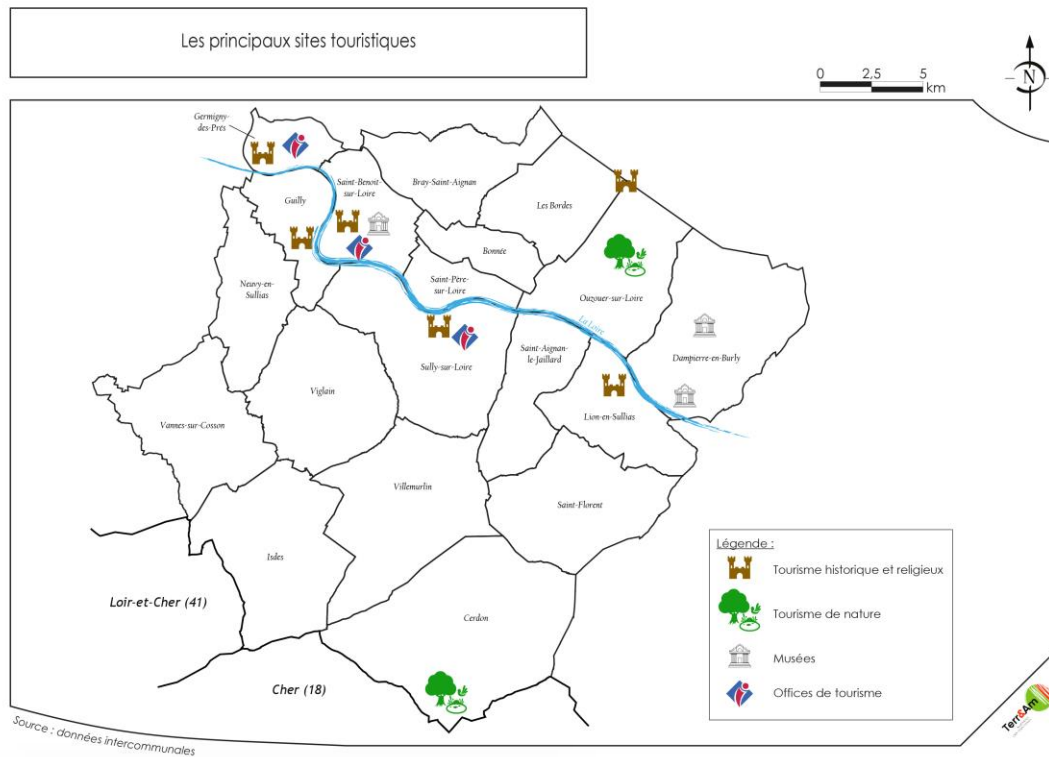 Les principaux sites touristiques
0 2,5 5
km
N
Germigny-
des-Prés
Saint-Benoit-
sur-Loire
Bray-Saint-Aignan
Guilly
Les Bordes
Bonnée
Neuvy-en-
Sullias
Saint-Père-
sur-Loire
Ouzouer-sur-Loire
La Loire
Saint-Aignan-
le-Jaillard
Dampierre-en-Burly
Sully-sur-Loire
Viglain
Lion-en-Sullias
Vannes-sur-Cosson
Villemurlin
Saint-Florent
Isdes
Loir-et-Cher (41)
Cerdon
Cher (18)
Légende :
Tourisme historique et religieux
Tourisme de nature
Musées
Offices de tourisme
Source : données intercommunales
Terr&Am